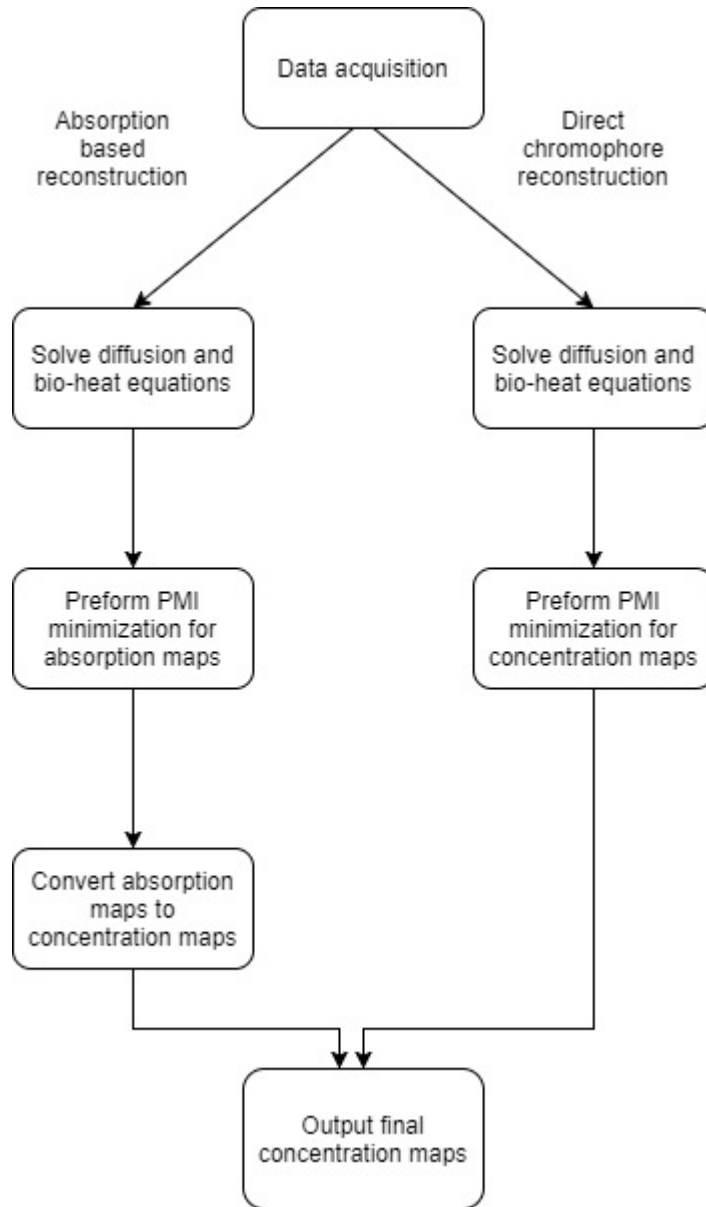 Data acquisition
Absorption
based
reconstruction
Direct
chromophore
reconstruction
Solve diffusion and
bio-heat equations
Solve diffusion and
bio-heat equations
Preform PMI
minimization for
absorption maps
Preform PMI
minimization for
concentration maps
Convert absorption
maps to
concentration maps
Output final
concentration maps